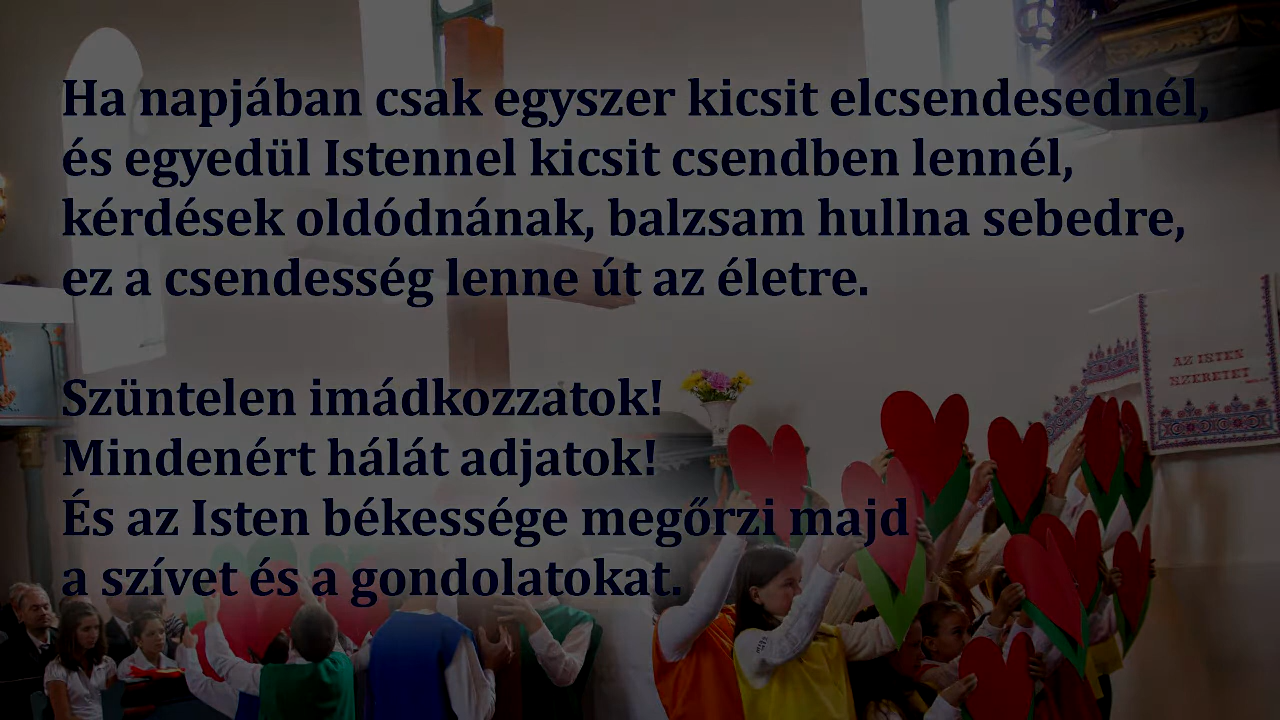 Ha napjában csak egyszer kicsit elcsendesednél,
és egyedül Istennel kicsit csendben lennél,
kérdések oldódnának, balzsam hullna sebedre,
ez a csendesség lenne út az életre.
Szüntelen imádkozzatok!
Mindenért hálát adjatok!
És az Isten békessége megőrzi majd
a szívet és a gondolatokat.
AZ ISTEN
SZERETET